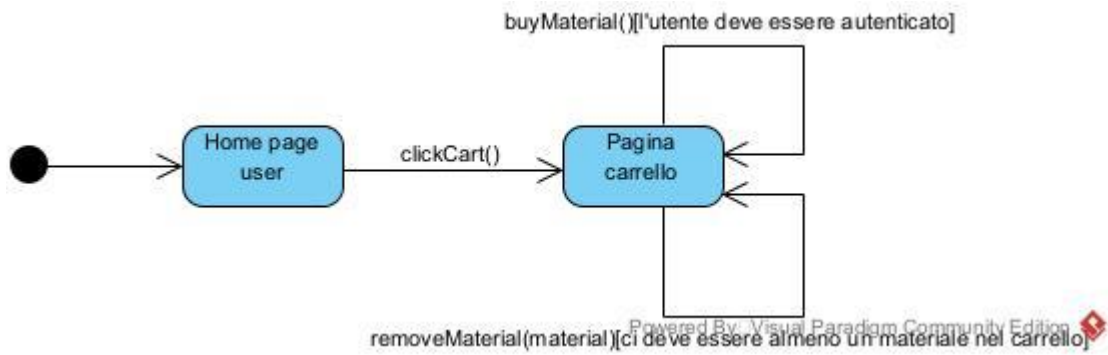 buyMaterial()[l'utente deve essere autenticato]
Home page
user
clickCart()
Pagina
carrello
Powered By Visual Paradigm Community Edition
removeMaterial(material)[ci deve essere almeno un materiale nel carrello]